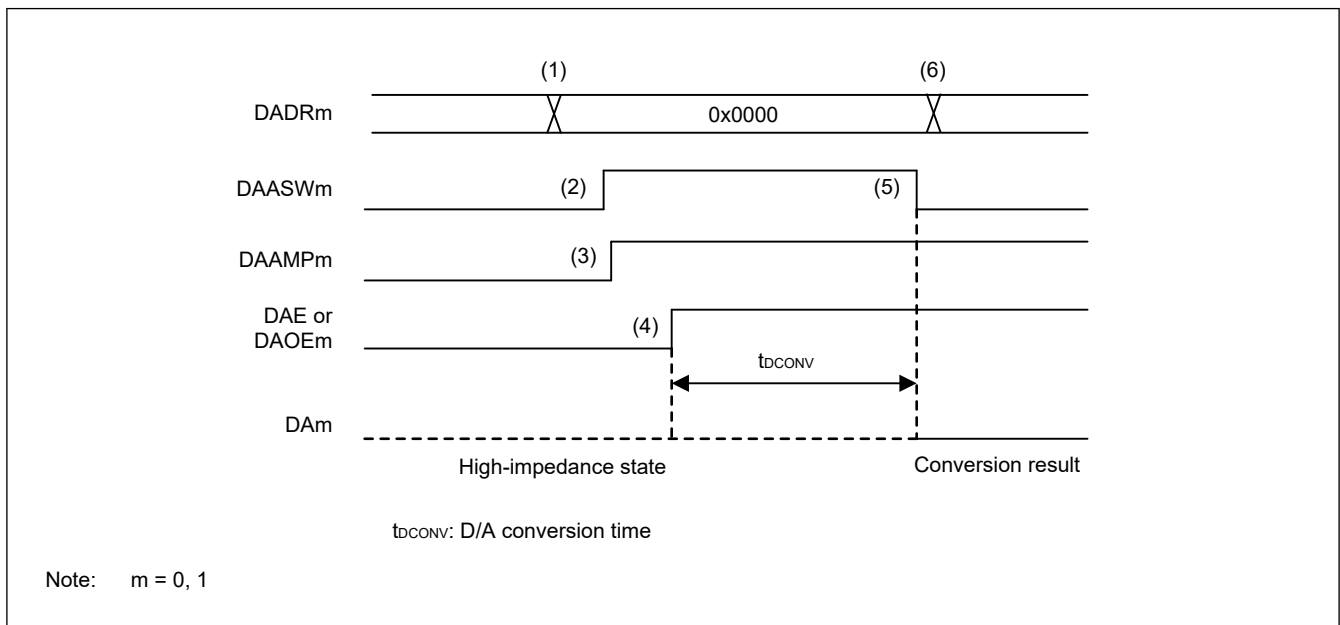 (1) (6)
DADRm 0x0000
DAASWm (2) (5)
DAAMPm (3)
DAE or
DAOEm (4)
tDCONV
DAm
High-impedance state Conversion result
tDCONV: D/A conversion time
Note: m = 0, 1